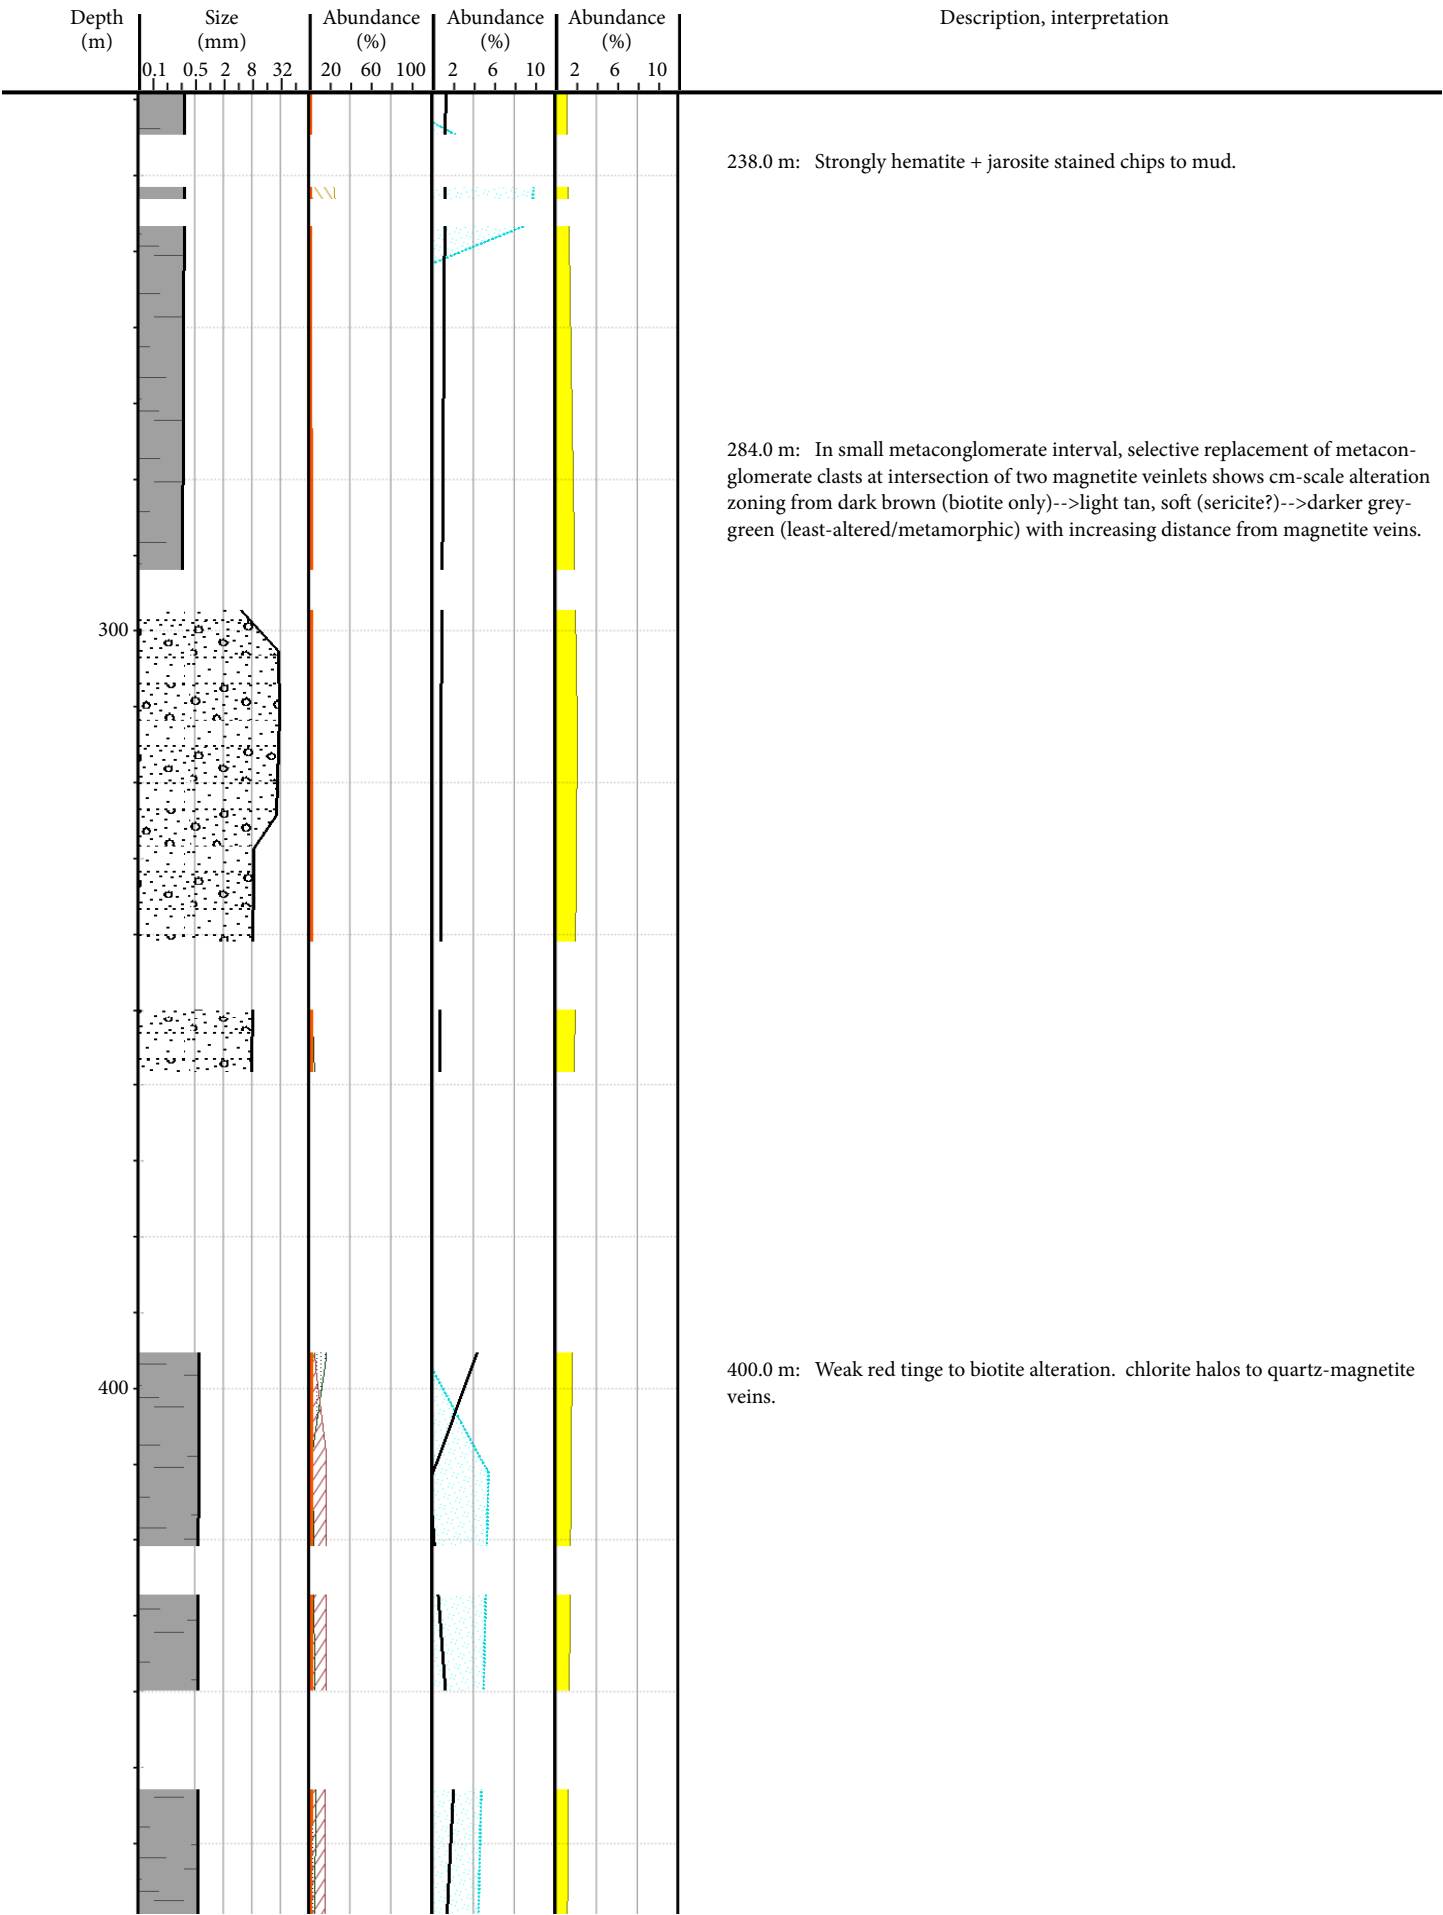 Depth Size Abundance Abundance Abundance Description, interpretation
(m) (mm) (%) (%) (%)
0.1 0.5 2 8 32 20 60 100 2 6 10 2 6 10
238.0 m: Strongly hematite + jarosite stained chips to mud.
284.0 m: In small metaconglomerate interval, selective replacement of metacon-
glomerate clasts at intersection of two magnetite veinlets shows cm-scale alteration
zoning from dark brown (biotite only)-->light tan, soft (sericite?)-->darker grey-
green (least-altered/metamorphic) with increasing distance from magnetite veins.
300
400
400.0 m: Weak red tinge to biotite alteration. chlorite halos to quartz-magnetite
veins.